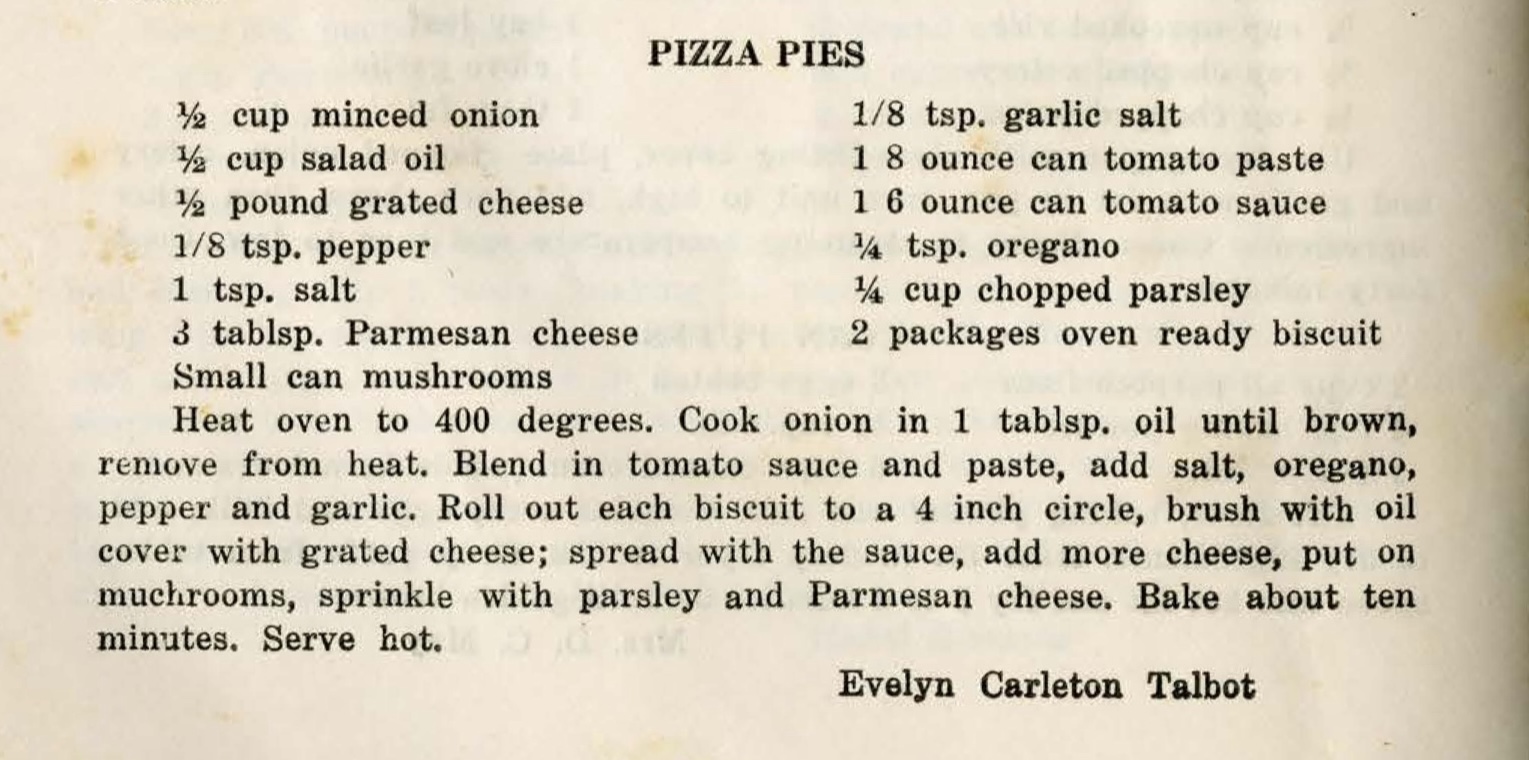 PIZZA PIES
½ cup minced onion
½ cup salad oil
½ pound grated cheese
1/8 tsp. pepper
1 tsp. salt
3 tablsp. Parmesan cheese
Small can mushrooms
1/8 tsp. garlic salt
1 8 ounce can tomato paste
1 6 ounce can tomato sauce
¼ tsp. oregano
¼ cup chopped parsley
2 packages oven ready biscuit
Heat oven to 400 degrees. Cook onion in 1 tablsp. oil until brown,
remove from heat. Blend in tomato sauce and paste, add salt, oregano,
pepper and garlic. Roll out each biscuit to a 4 inch circle, brush with oil
cover with grated cheese; spread with the sauce, add more cheese, put on
muchrooms, sprinkle with parsley and Parmesan cheese. Bake about ten
minutes. Serve hot.
Evelyn Carleton Talbot